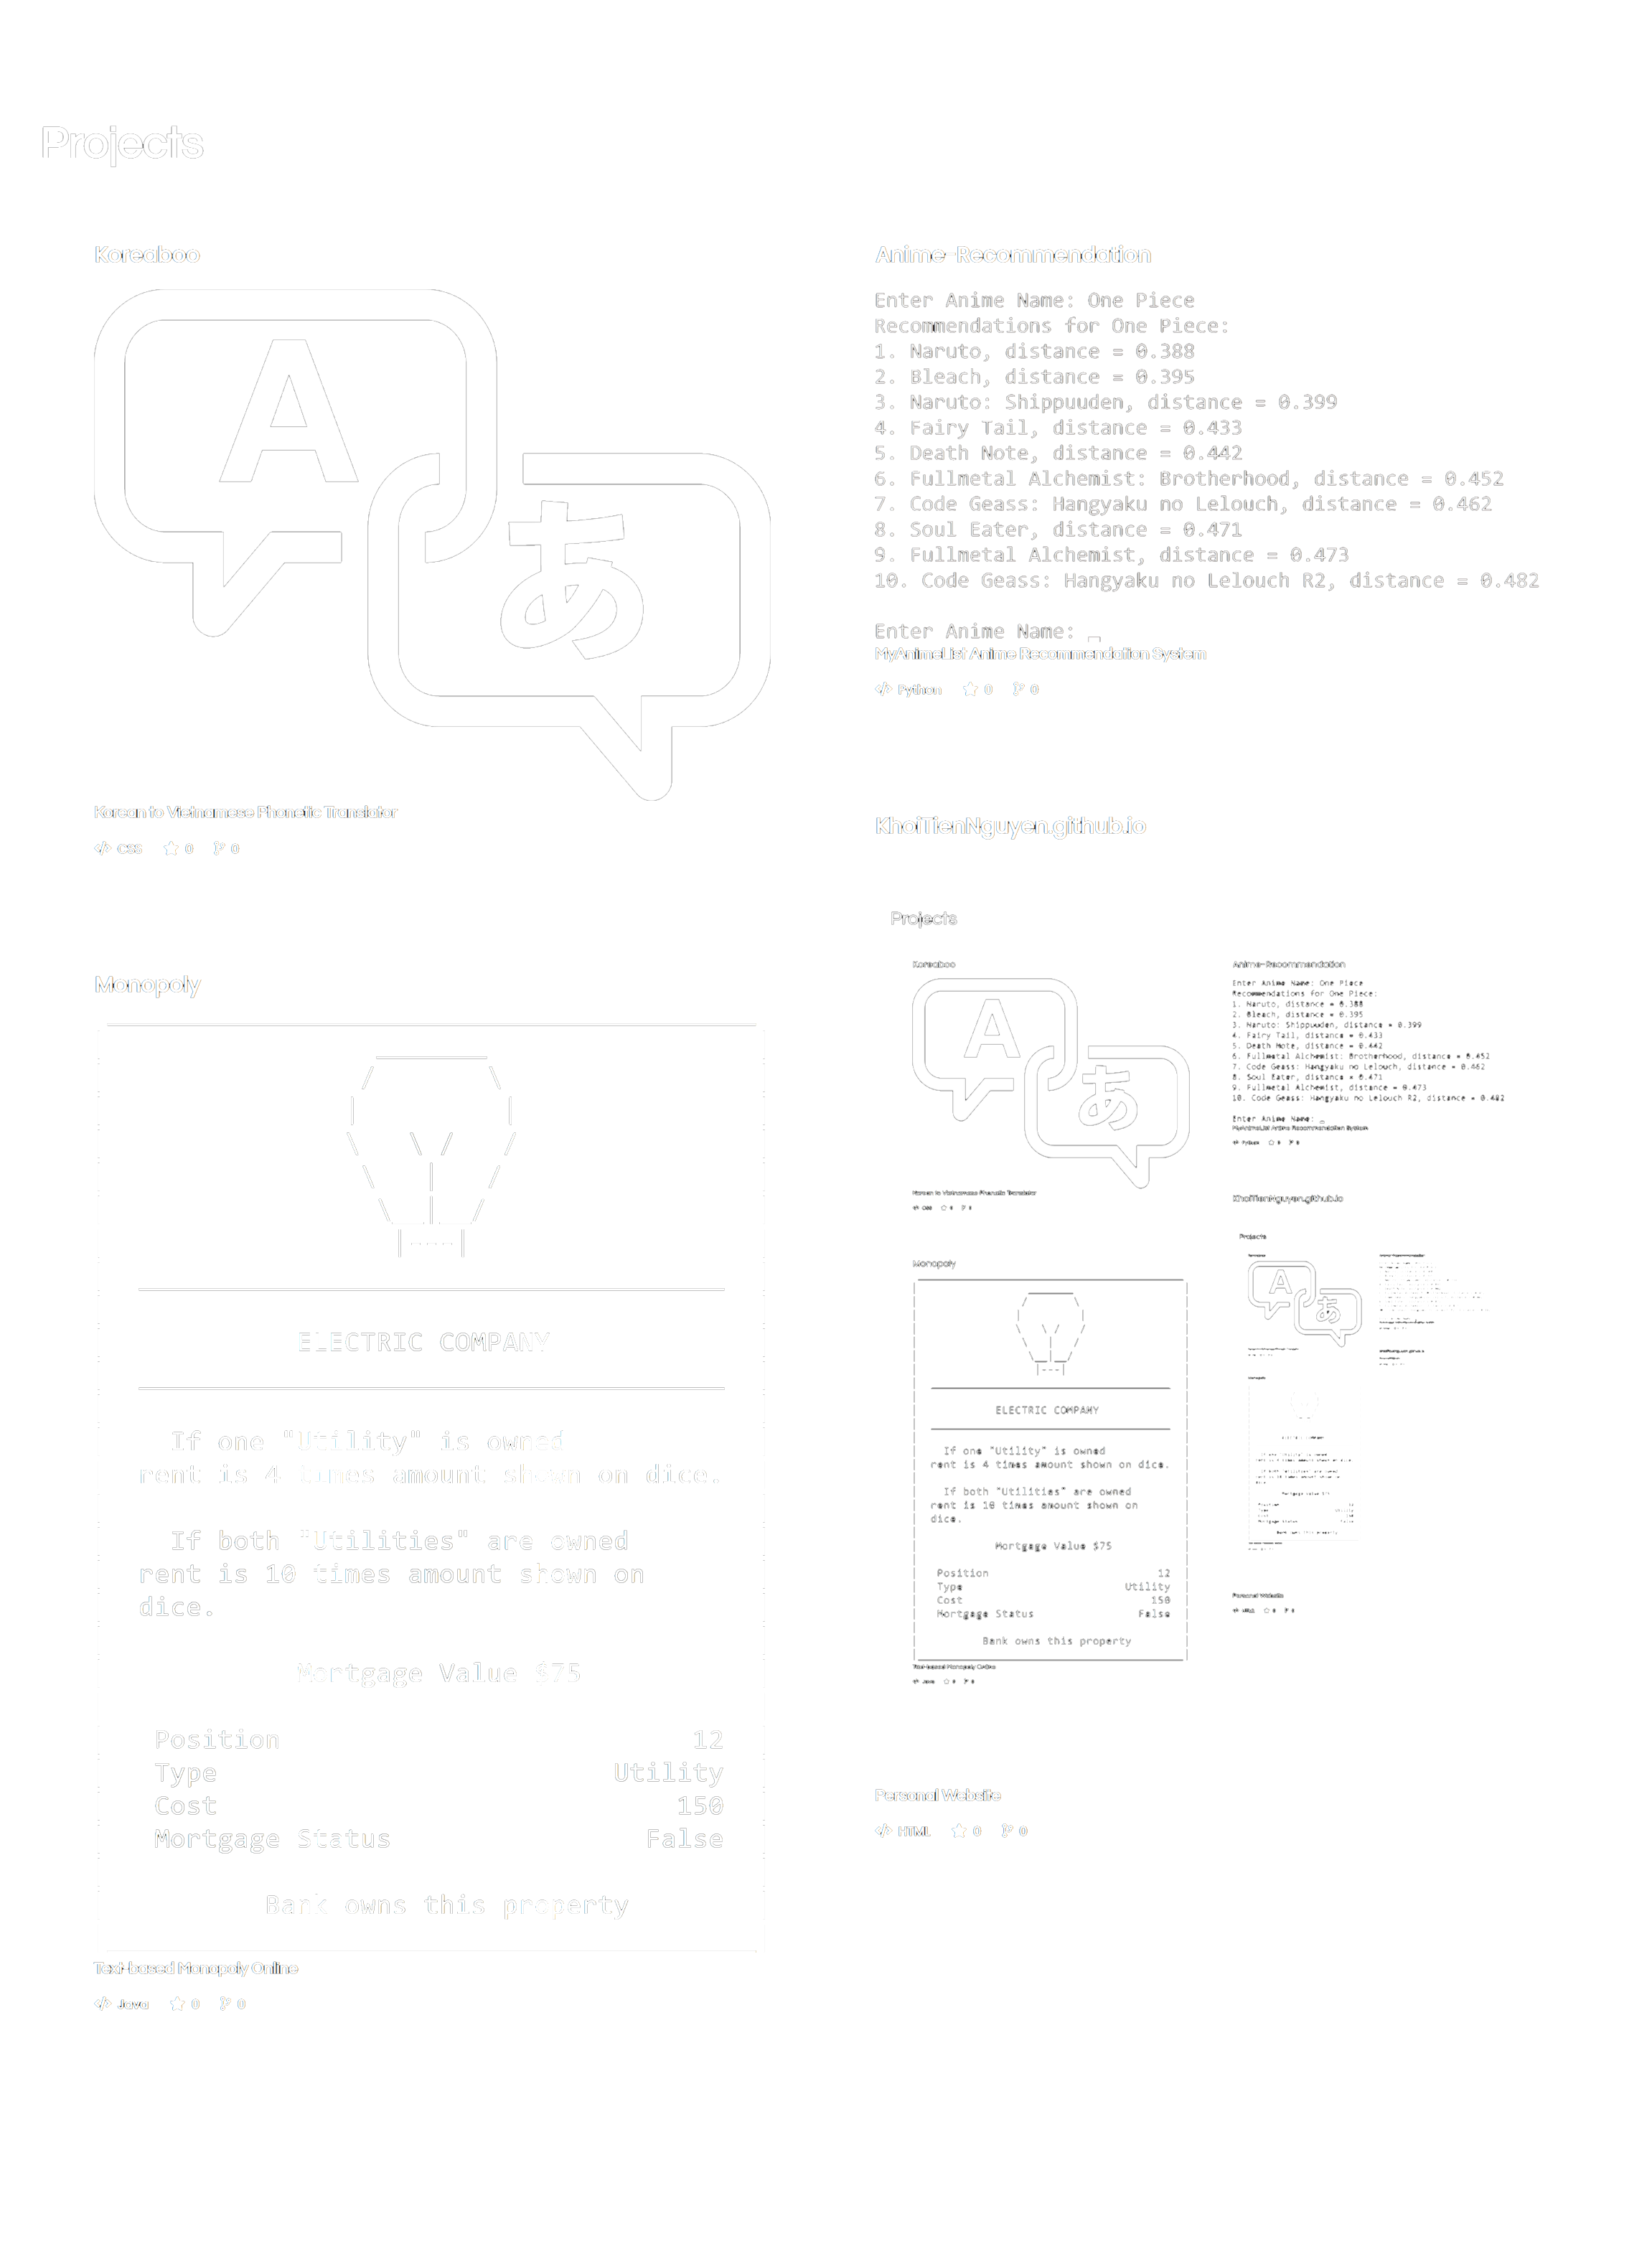 Projects
Koreaboo
A
あ
Korean to Vietnamese Phonetic Translator
CSS 0 0
Monopoly
ELECTRIC COMPANY
If one "Utility" is owned
rent is 4 times amount shown on dice.
If both "Utilities" are owned
rent is 10 times amount shown on
dice.
Mortgage Value $75
Position 12
Type Utility
Cost 150
Mortgage Status False
Bank owns this property
Text-based Monopoly Online
Java 0 0
Anime-Recommendation
Enter Anime Name: One Piece
Recommendations for One Piece:
1. Naruto, distance = 0.388
2. Bleach, distance = 0.395
3. Naruto: Shippuuden, distance = 0.399
4. Fairy Tail, distance = 0.433
5. Death Note, distance = 0.442
6. Fullmetal Alchemist: Brotherhood, distance = 0.452
7. Code Geass: Hangyaku no Lelouch, distance = 0.462
8. Soul Eater, distance = 0.471
9. Fullmetal Alchemist, distance = 0.473
10. Code Geass: Hangyaku no Lelouch R2, distance = 0.482
Enter Anime Name: _
MyAnimeList Anime Recommendation System
Python 0 0
KhoiTienNguyen.github.io
Projects
Koreaboo
A
あ
Korean to Vietnamese Phonetic Translator
CSS 0 0
Monopoly
ELECTRIC COMPANY
If one "Utility" is owned
rent is 4 times amount shown on dice.
If both "Utilities" are owned
rent is 10 times amount shown on
dice.
Mortgage Value $75
Position 12
Type Utility
Cost 150
Mortgage Status False
Bank owns this property
Text-based Monopoly Online
Java 0 0
Anime-Recommendation
Enter Anime Name: One Piece
Recommendations for One Piece:
1. Naruto, distance = 0.388
2. Bleach, distance = 0.395
3. Naruto: Shippuuden, distance = 0.399
4. Fairy Tail, distance = 0.433
5. Death Note, distance = 0.442
6. Fullmetal Alchemist: Brotherhood, distance = 0.452
7. Code Geass: Hangyaku no Lelouch, distance = 0.462
8. Soul Eater, distance = 0.471
9. Fullmetal Alchemist, distance = 0.473
10. Code Geass: Hangyaku no Lelouch R2, distance = 0.482
Enter Anime Name: _
MyAnimeList Anime Recommendation System
Python 0 0
KhoiTienNguyen.github.io
Projects
A
あ
Personal Website
HTML 0 0
Personal Website
HTML 0 0